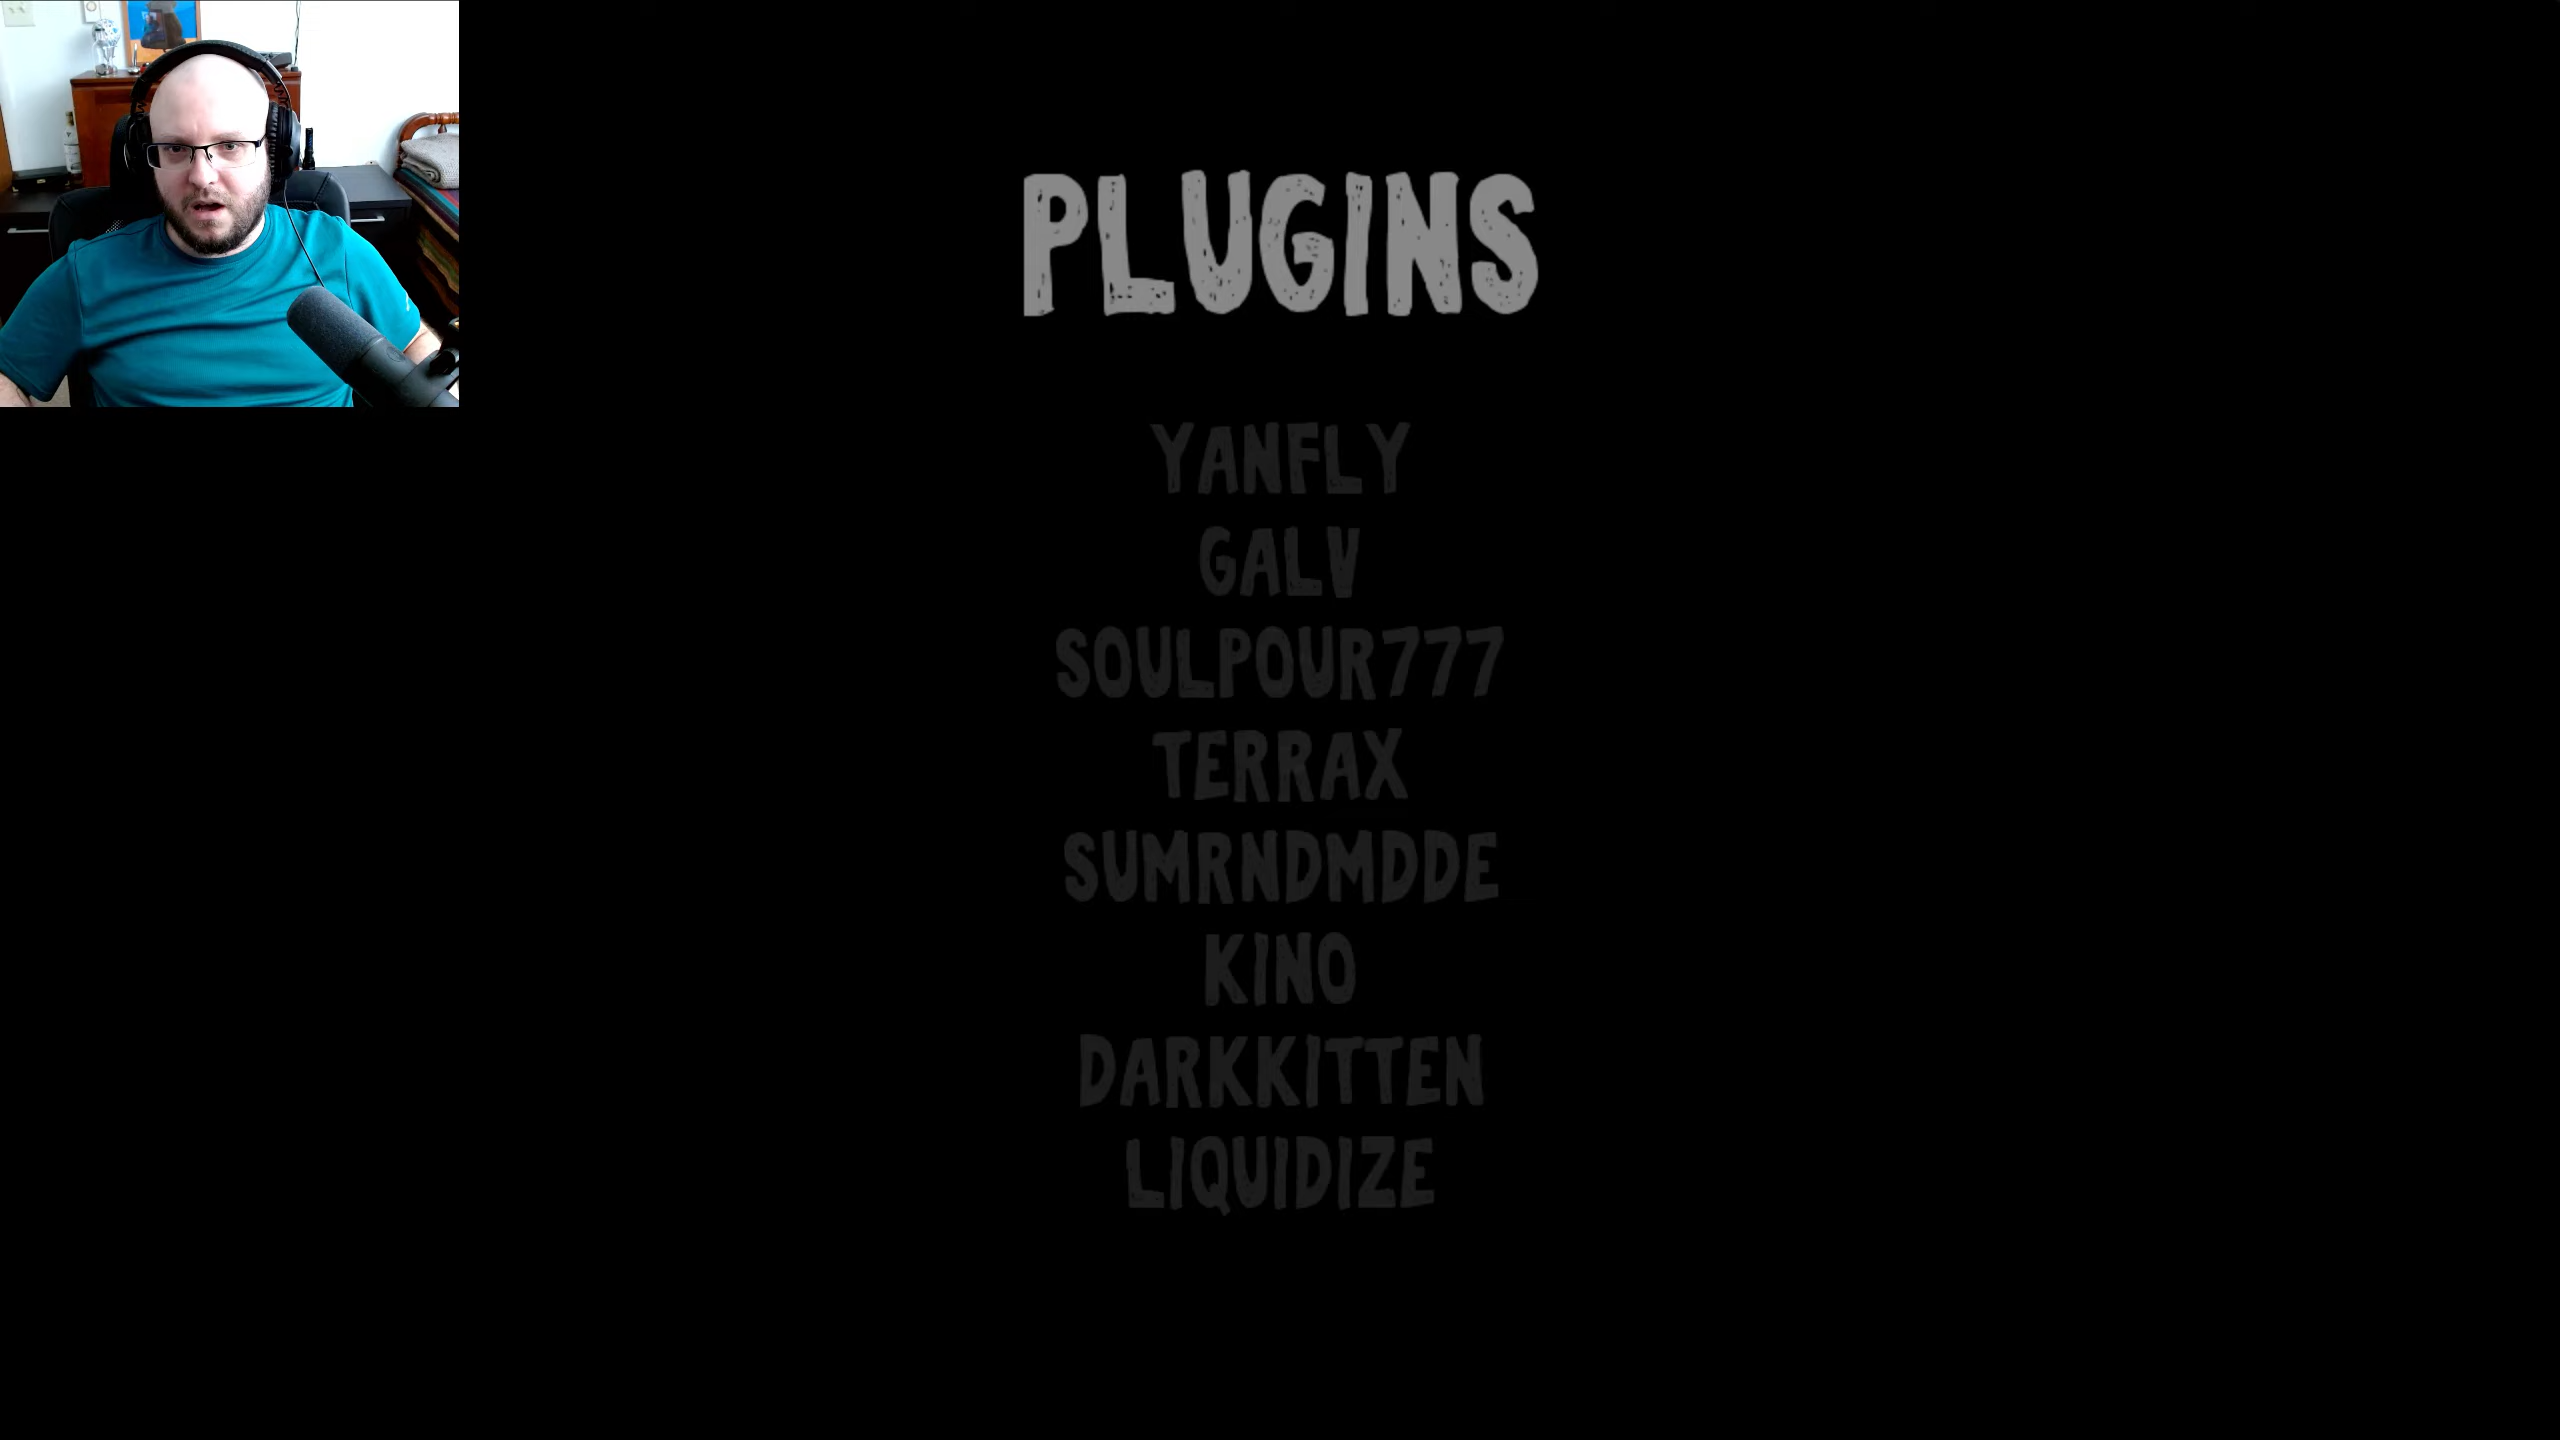 PLUGINS
YANFLY
GALV
SOULPOUR777
TERRAX
SUMRNDMDDE
KINO
DARKKITTEN
LIQUIDIZE